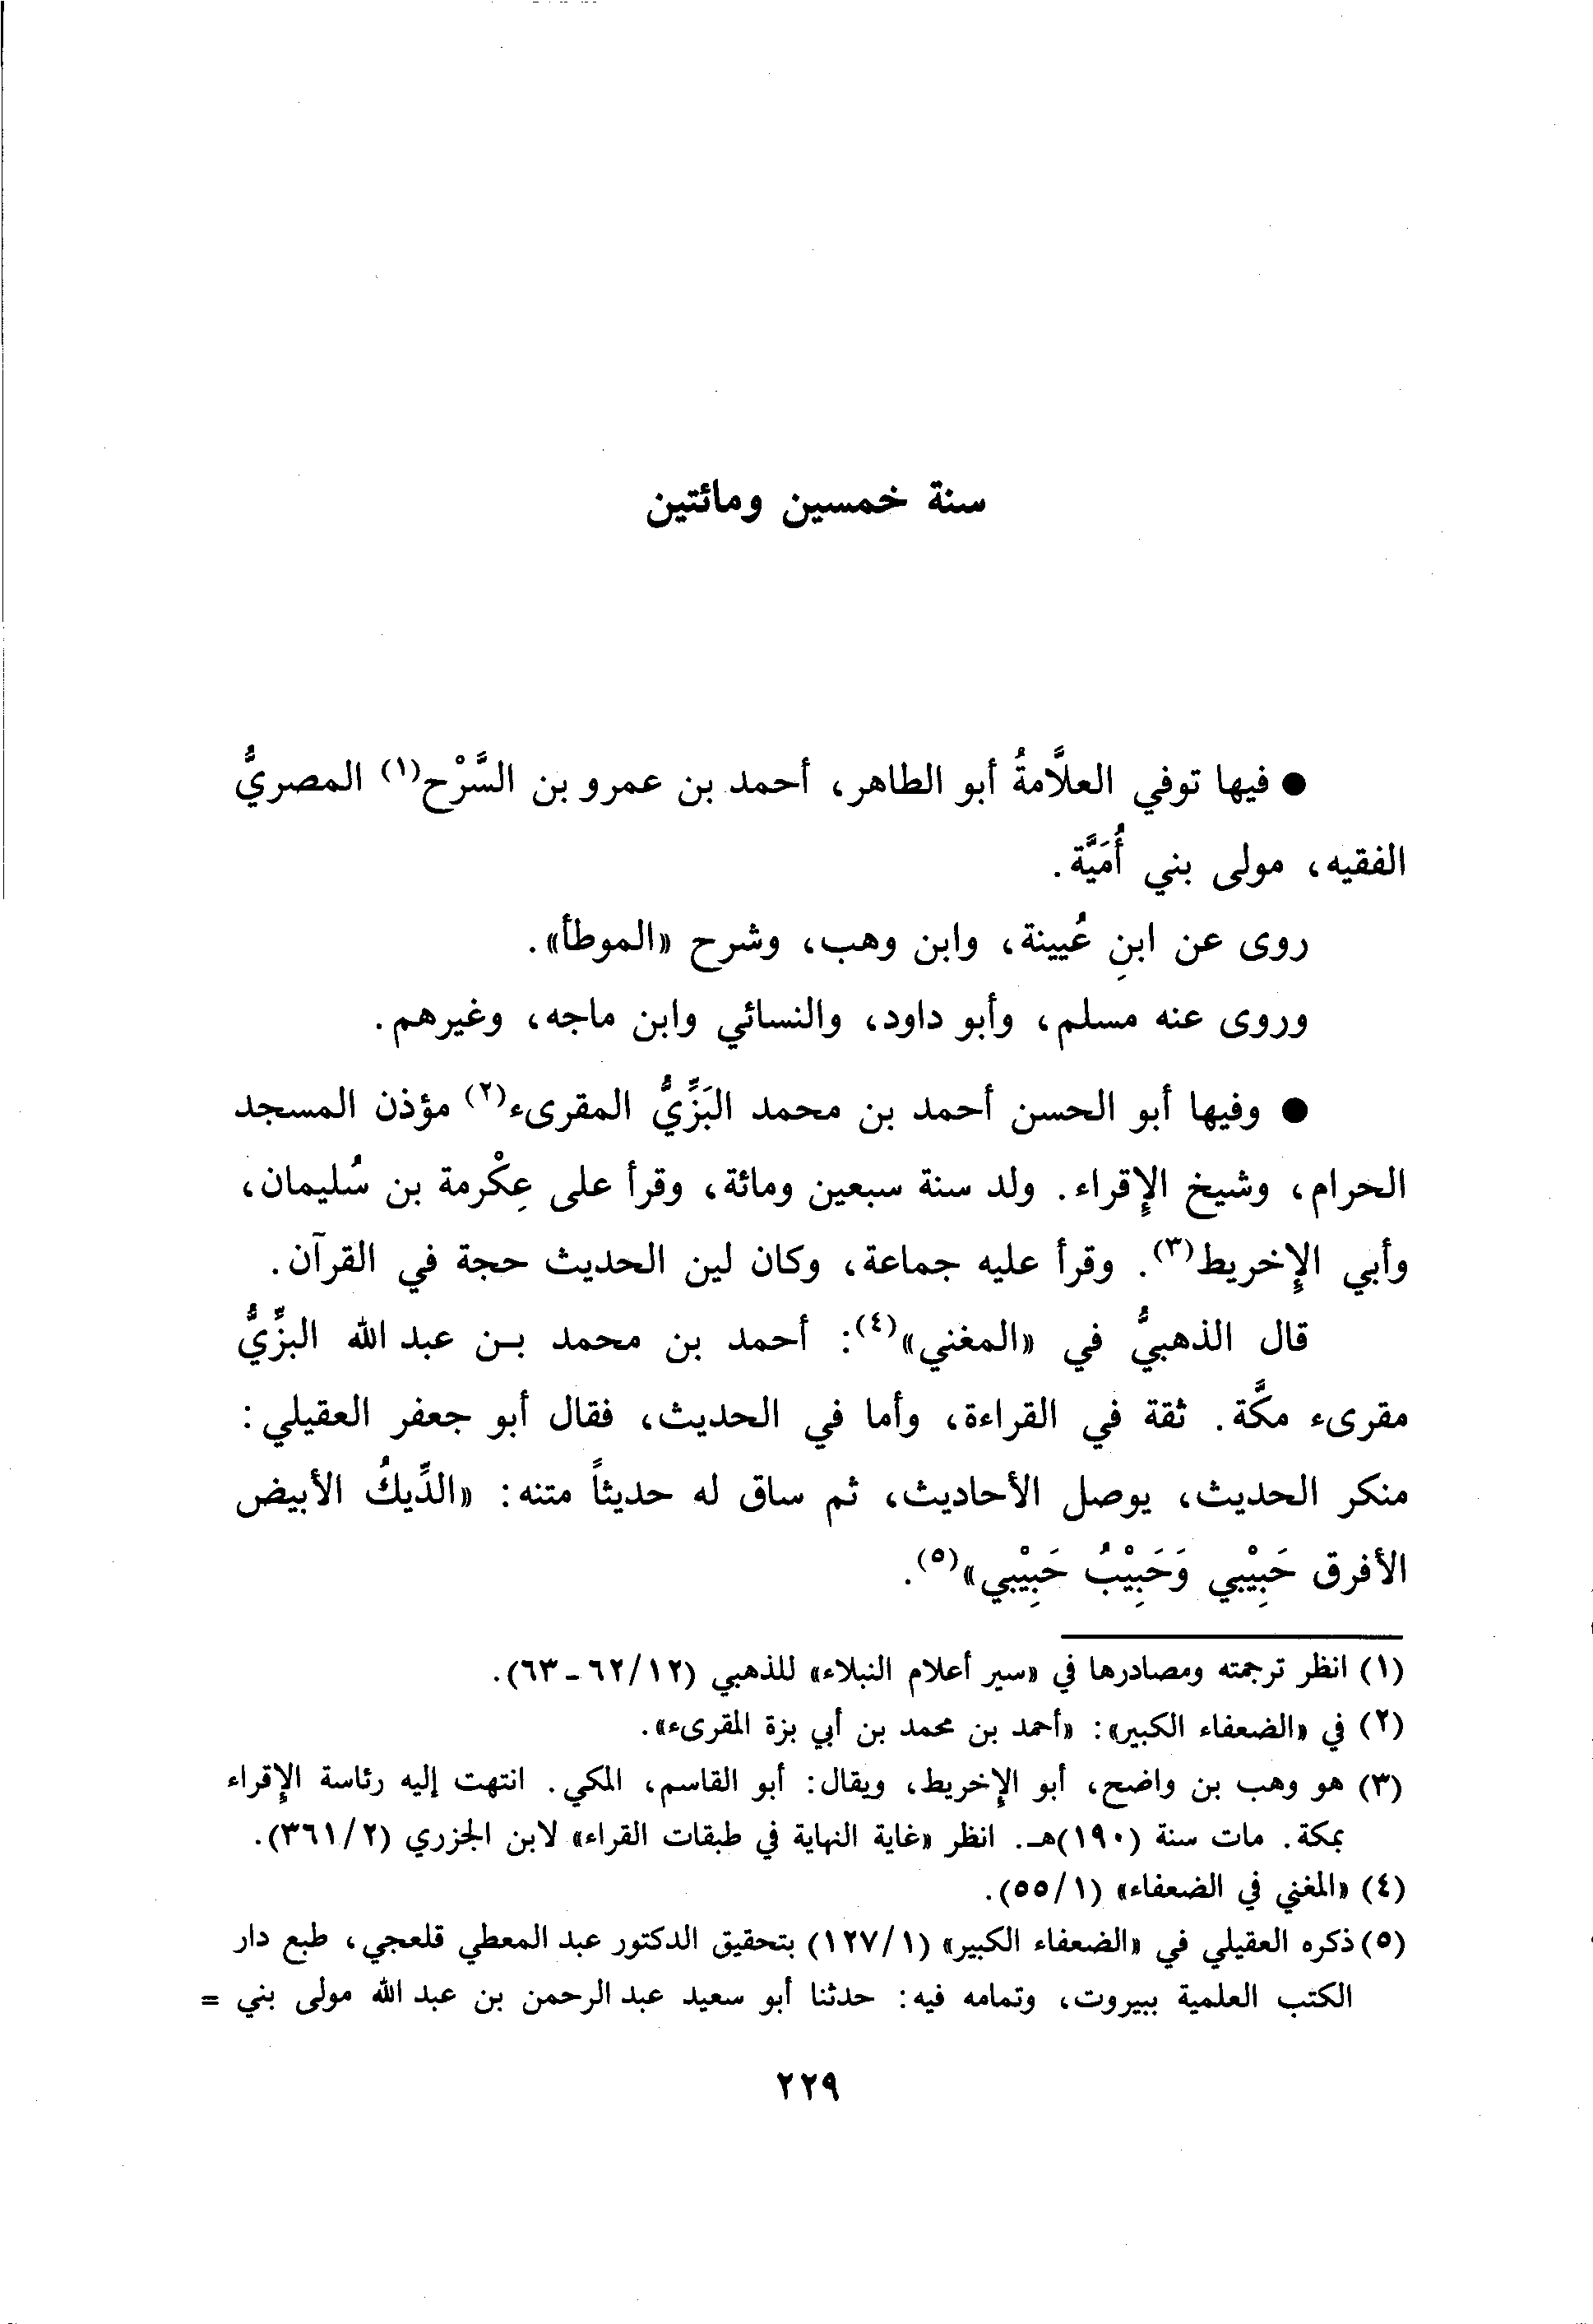 سنة خمسين ومائتين
● فيها توفي العلَّامةُ أبو الطاهر، أحمد بن عمرو بن السَّرْح(١) المصريُّ
الفقيه، مولى بني أُمَيَّة.
روى عن ابنِ عُيينة، وابن وهب، وشرح «الموطأ».
وروى عنه مسلم، وأبو داود، والنسائي وابن ماجه، وغيرهم.
● وفيها أبو الحسن أحمد بن محمد البَزِّيُّ المقرىء(٢) مؤذن المسجد
الحرام، وشيخ الإِقراء. ولد سنة سبعين ومائة، وقرأ على عِكْرمة بن سُليمان،
وأبي الإِخريط(٣). وقرأ عليه جماعة، وكان لين الحديث حجة في القرآن.
قال الذهبيُّ في «المغني»(٤): أحمد بن محمد بـن عبد الله البزِّيُّ
مقرىء مكَّة. ثقة في القراءة، وأما في الحديث، فقال أبو جعفر العقيلي:
منكر الحديث، يوصل الأحاديث، ثم ساق له حديثاً متنه: «الدِّيكُ الأبيض
الأفرق حَبِيْبي وَحَبِيْبُ حَبِيْبي»(٥).
(١) انظر ترجمته ومصادرها في «سير أعلام النبلاء» للذهبي (١٢/ ٦٢ - ٦٣).
(٢) في «الضعفاء الكبير»: «أحمد بن محمد بن أبي بزة المقرىء».
(٣) هو وهب بن واضح، أبو الإِخريط، ويقال: أبو القاسم، المكي. انتهت إليه رئاسة الإِقراء
بمكة. مات سنة (١٩٠)هـ. انظر «غاية النهاية في طبقات القراء» لابن الجزري (٢/ ٣٦١).
(٤) «المغني في الضعفاء» (١/ ٥٥).
(٥) ذكره العقيلي في «الضعفاء الكبير» (١/ ١٢٧) بتحقيق الدكتور عبد المعطي قلعجي، طبع دار
الكتب العلمية ببيروت، وتمامه فيه: حدثنا أبو سعيد عبد الرحمن بن عبد الله مولى بني =
٢٢٩